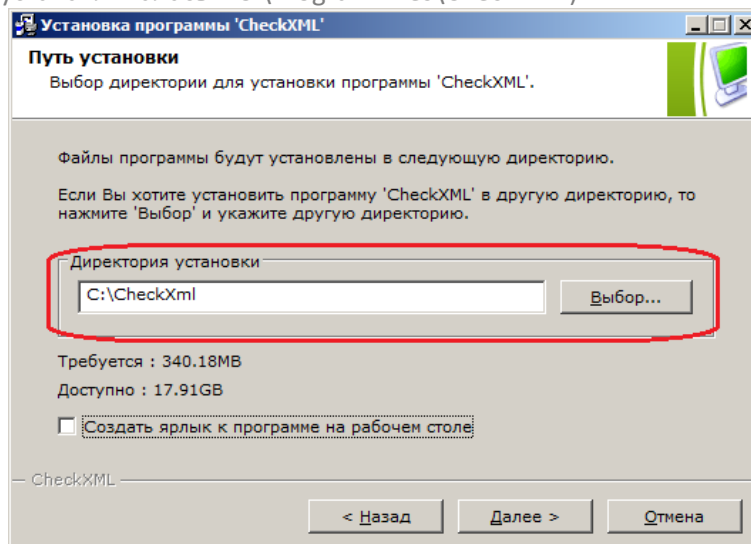 Установка программы 'CheckXML'
Путь установки
Выбор директории для установки программы 'CheckXML'.
Файлы программы будут установлены в следующую директорию.
Если Вы хотите установить программу 'CheckXML' в другую директорию, то
нажмите 'Выбор' и укажите другую директорию.
Директория установки
C:\CheckXml
Выбор...
Требуется : 340.18MB
Доступно : 17.91GB
Создать ярлык к программе на рабочем столе
CheckXML
< Назад
Далее >
Отмена